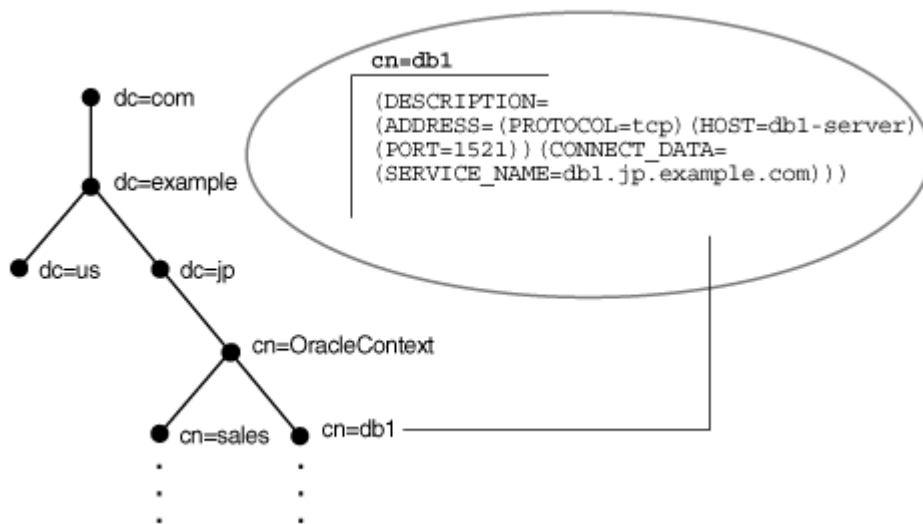 cn=db1
(DESCRIPTION=
(ADDRESS=(PROTOCOL=tcp)(HOST=db1-server)
(PORT=1521))(CONNECT_DATA=
(SERVICE_NAME=db1.jp.example.com)))
dc=com
dc=example
dc=us
dc=jp
cn=OracleContext
cn=sales
cn=db1